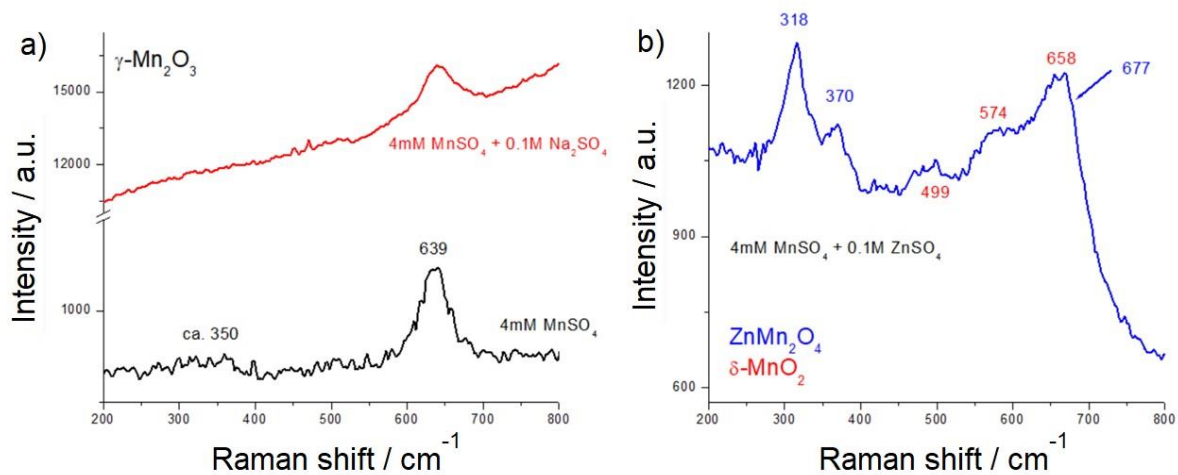 a)
γ-Mn₂O₃
15000
4mM MnSO₄ + 0.1M Na₂SO₄
12000
639
1000
ca. 350
4mM MnSO₄
200 300 400 500 600 700 800
Raman shift / cm⁻¹
Intensity / a.u.
b)
318
658
677
1200
370
574
499
900
4mM MnSO₄ + 0.1M ZnSO₄
ZnMn₂O₄
δ-MnO₂
600
200 300 400 500 600 700 800
Raman shift / cm⁻¹
Intensity / a.u.